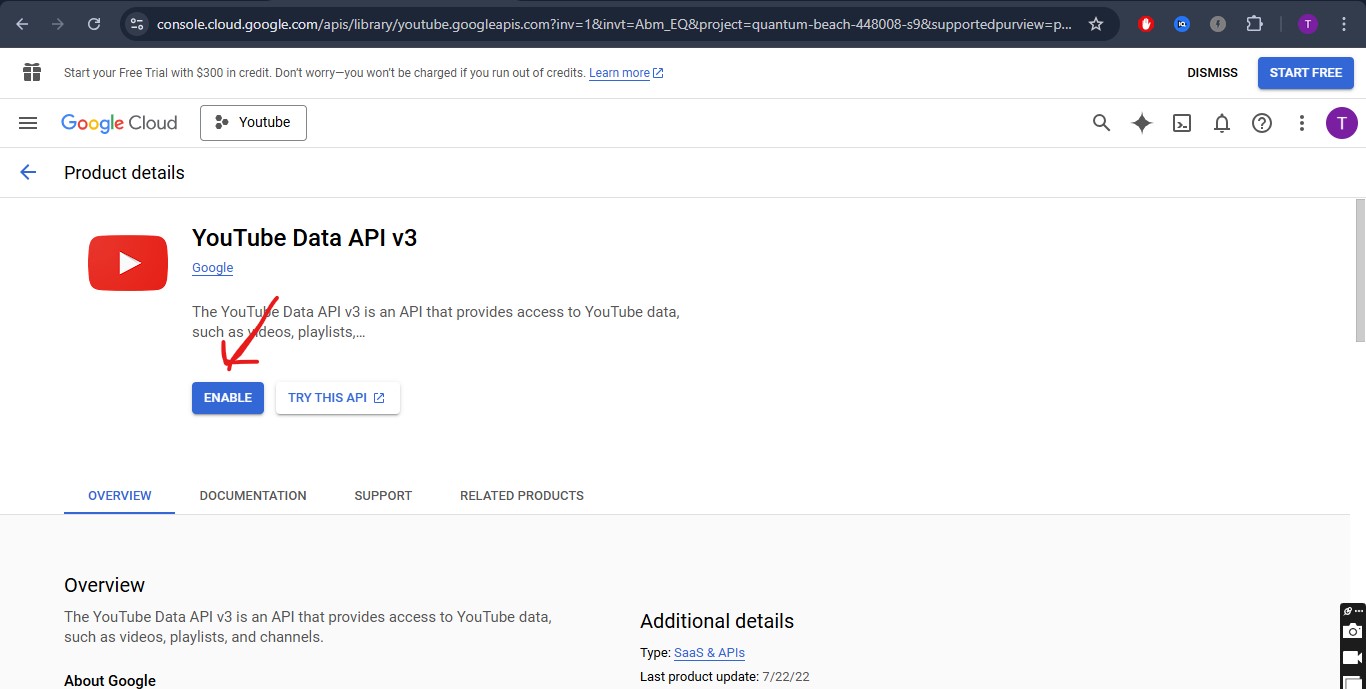 console.cloud.google.com/apis/library/youtube.googleapis.com?inv=1&invt=Abm_EQ&project=quantum-beach-448008-s9&supportedpurview=p...
T
Start your Free Trial with $300 in credit. Don't worry—you won't be charged if you run out of credits. Learn more
DISMISS
START FREE
Google Cloud
Youtube
T
Product details
YouTube Data API v3
Google
The YouTube Data API v3 is an API that provides access to YouTube data,
such as videos, playlists,...
ENABLE
TRY THIS API
OVERVIEW
DOCUMENTATION
SUPPORT
RELATED PRODUCTS
Overview
The YouTube Data API v3 is an API that provides access to YouTube data,
such as videos, playlists, and channels.
About Google
Additional details
Type: SaaS & APIs
Last product update: 7/22/22